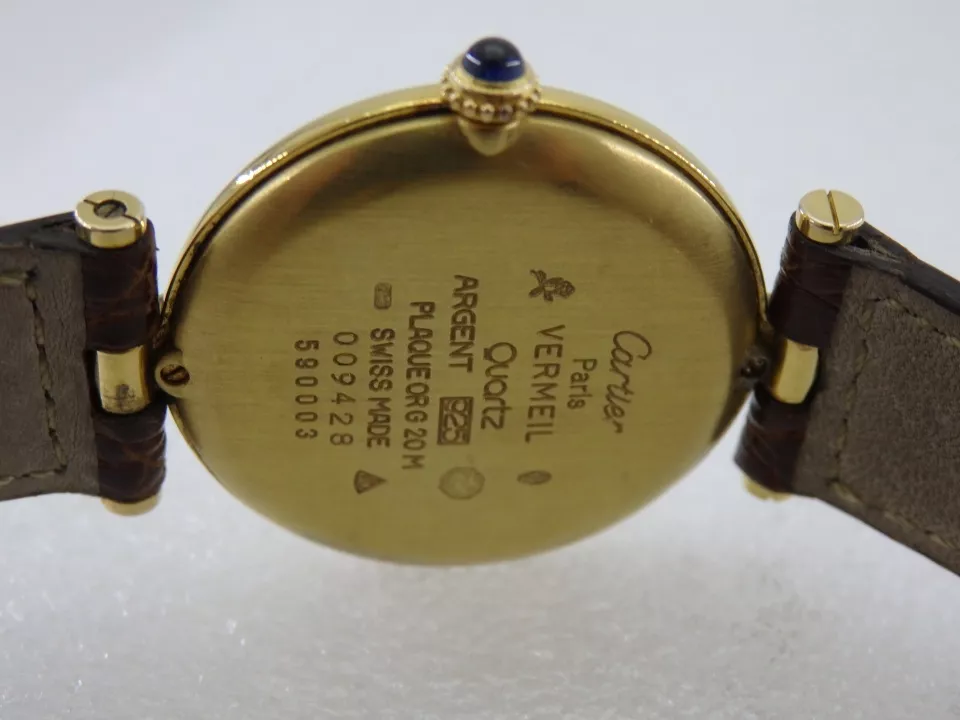 Cartier
Paris
VERMEIL
Quartz
ARGENT 925
PLAQUE OR G 20 M
SWISS MADE
009428
590003